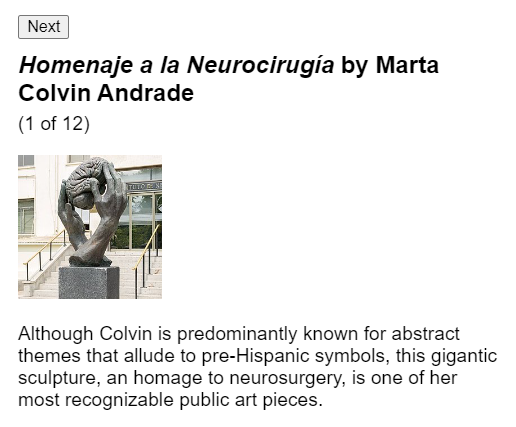 Next
Homenaje a la Neurocirugía by Marta
Colvin Andrade
(1 of 12)
Although Colvin is predominantly known for abstract
themes that allude to pre-Hispanic symbols, this gigantic
sculpture, an homage to neurosurgery, is one of her
most recognizable public art pieces.